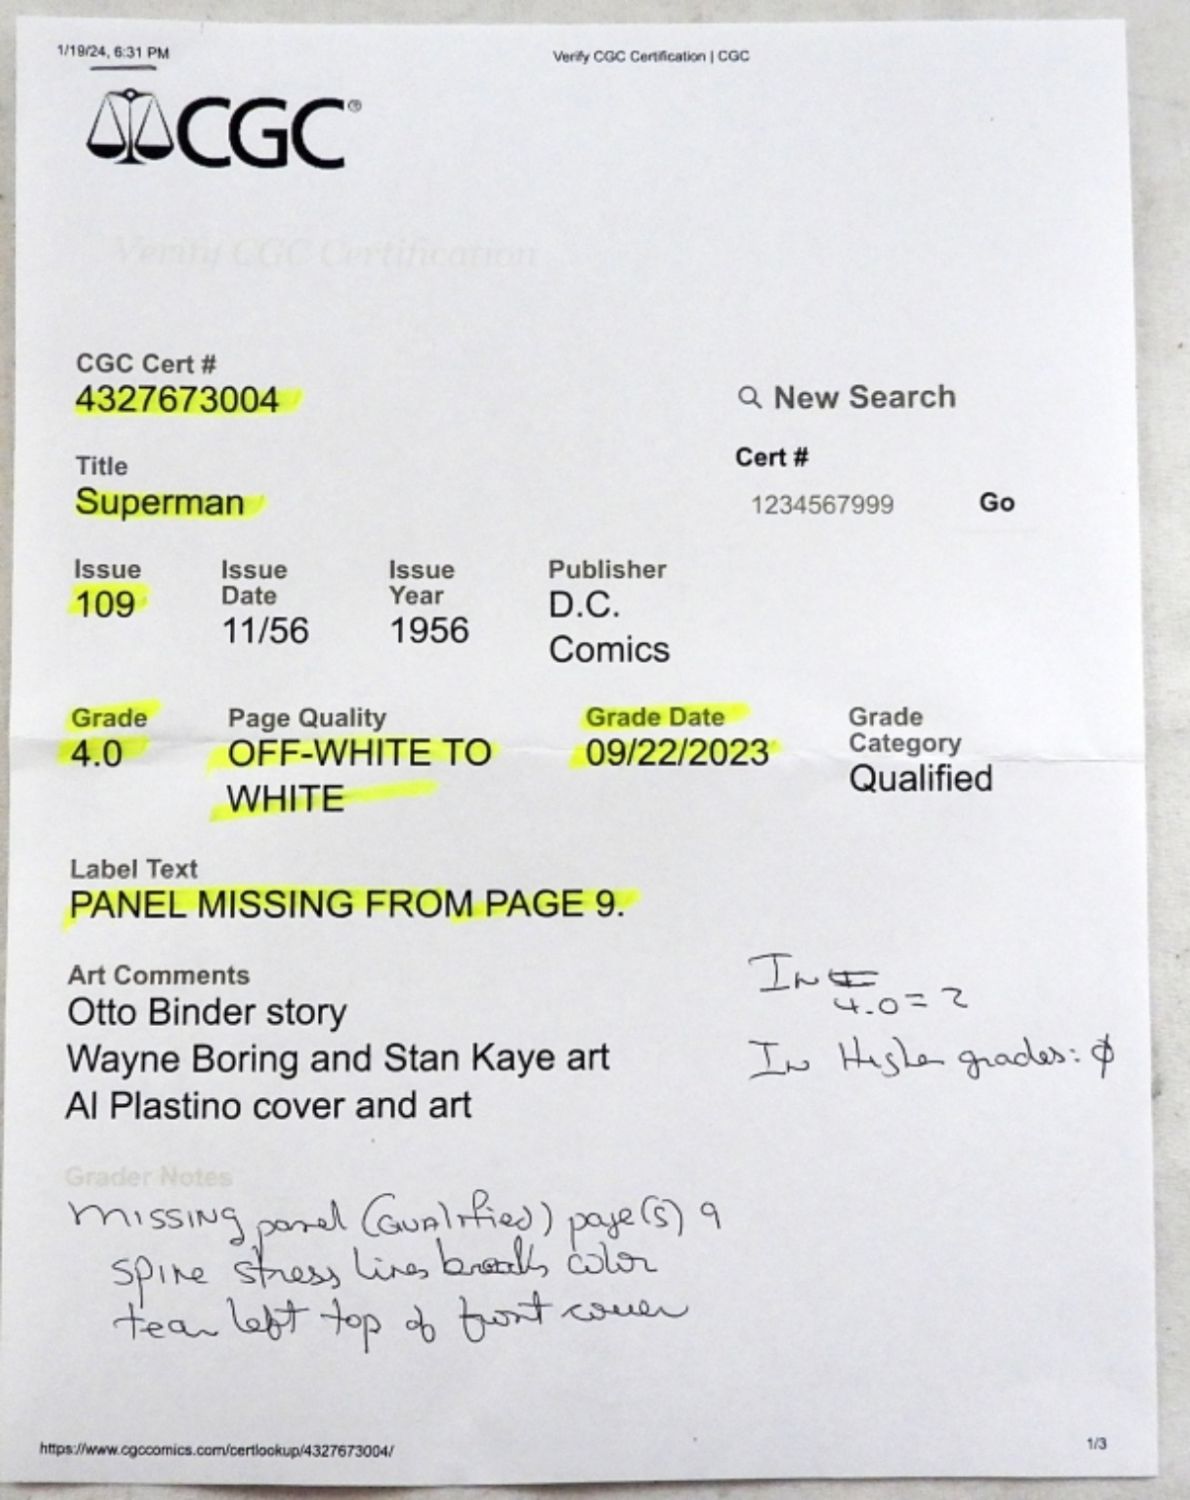 1/19/24, 6:31 PM
Verify CGC Certification | CGC
CGC®
Verify CGC Certification
CGC Cert #
4327673004
New Search
Title
Cert #
Superman
1234567999 Go
Issue
109
Issue
Date
11/56
Issue
Year
1956
Publisher
D.C.
Comics
Grade
4.0
Page Quality
OFF-WHITE TO
WHITE
Grade Date
09/22/2023
Grade
Category
Qualified
Label Text
PANEL MISSING FROM PAGE 9.
Art Comments
Otto Binder story
Wayne Boring and Stan Kaye art
Al Plastino cover and art
In
4.0 = 2
In Higher grades: ϕ
Grader Notes
MISSING panel (Qualified) page(s) 9
spine stress lines breaks color
tear left top of front cover
https://www.cgccomics.com/certlookup/4327673004/
1/3